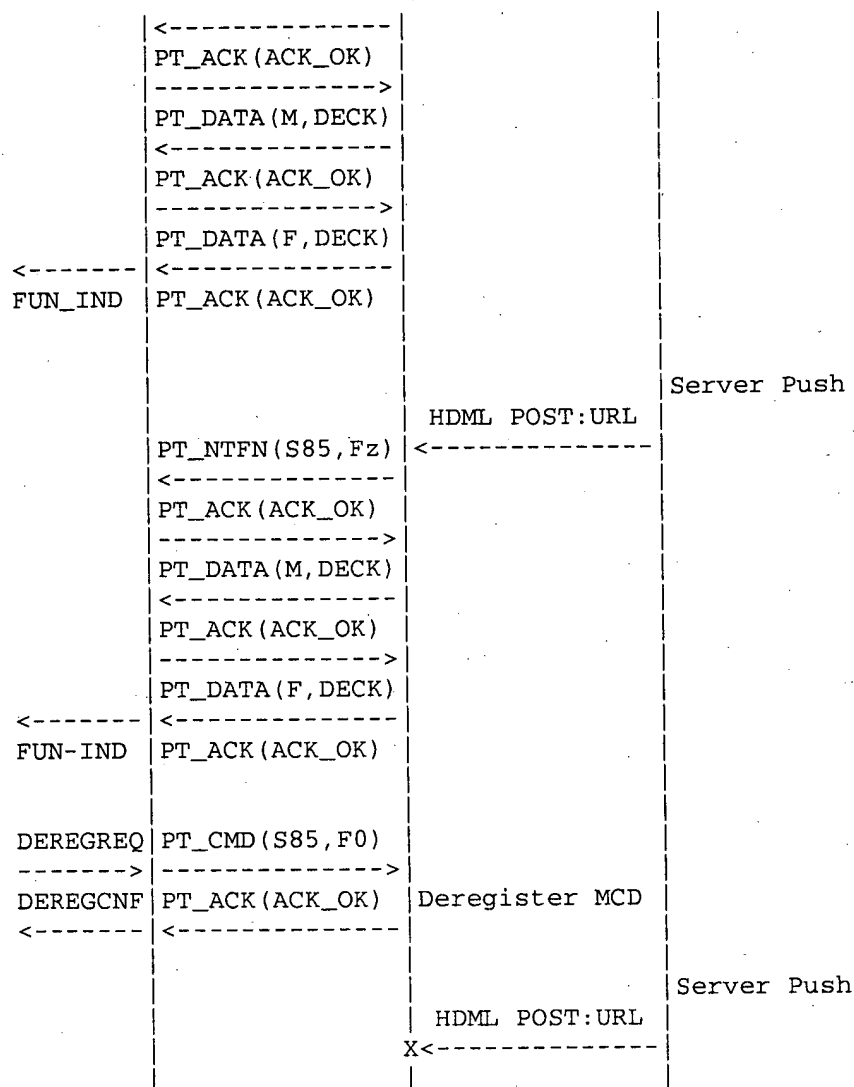 |<--------------
PT_ACK(ACK_OK)
-------------->
PT_DATA(M,DECK)
<--------------
PT_ACK(ACK_OK)
-------------->
PT_DATA(F,DECK)
<------- |<--------------
FUN_IND |PT_ACK(ACK_OK)
Server Push
HDML POST:URL
PT_NTFN(S85,Fz) |<--------------
<--------------
PT_ACK(ACK_OK)
-------------->
PT_DATA(M,DECK)
<--------------
PT_ACK(ACK_OK)
-------------->
PT_DATA(F,DECK)
<------- |<--------------
FUN-IND |PT_ACK(ACK_OK)
DEREGREQ|PT_CMD(S85,F0)
-------> |-------------->
DEREGCNF|PT_ACK(ACK_OK) |Deregister MCD
<------- |<--------------
Server Push
HDML POST:URL
X<--------------